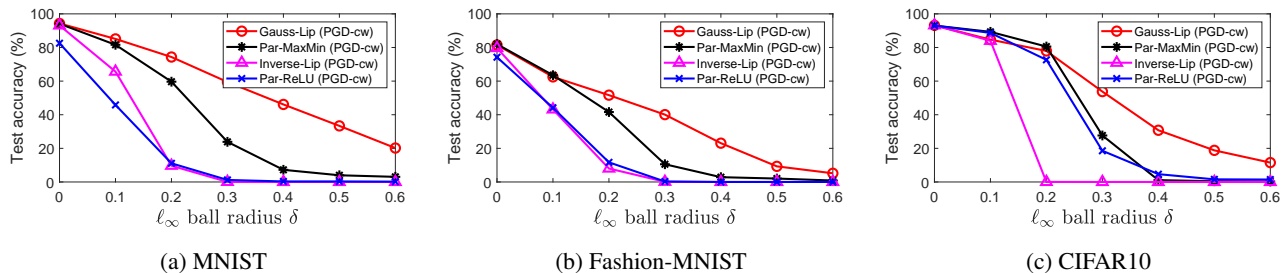 Test accuracy (%)
100
80
60
40
20
0
Gauss-Lip (PGD-cw)
Par-MaxMin (PGD-cw)
Inverse-Lip (PGD-cw)
Par-ReLU (PGD-cw)
0 0.1 0.2 0.3 0.4 0.5 0.6
ℓ∞ ball radius δ
(a) MNIST
Test accuracy (%)
100
80
60
40
20
0
Gauss-Lip (PGD-cw)
Par-MaxMin (PGD-cw)
Inverse-Lip (PGD-cw)
Par-ReLU (PGD-cw)
0 0.1 0.2 0.3 0.4 0.5 0.6
ℓ∞ ball radius δ
(b) Fashion-MNIST
Test accuracy (%)
100
80
60
40
20
0
Gauss-Lip (PGD-cw)
Par-MaxMin (PGD-cw)
Inverse-Lip (PGD-cw)
Par-ReLU (PGD-cw)
0 0.1 0.2 0.3 0.4 0.5 0.6
ℓ∞ ball radius δ
(c) CIFAR10